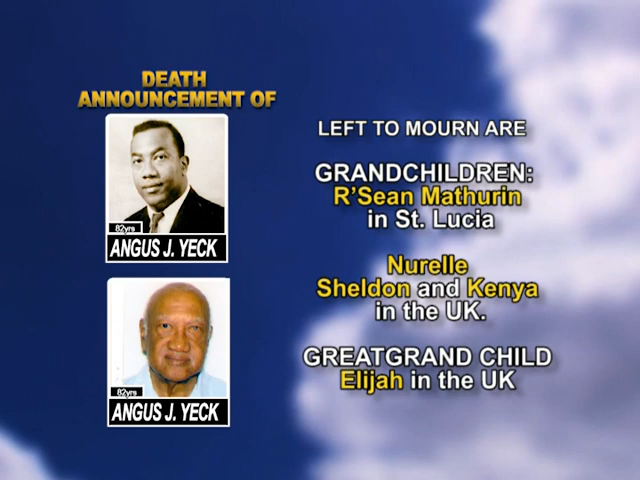 DEATH
ANNOUNCEMENT OF
82yrs
ANGUS J. YECK
82yrs
ANGUS J. YECK
LEFT TO MOURN ARE
GRANDCHILDREN:
R'Sean Mathurin
in St. Lucia
Nurelle
Sheldon and Kenya
in the UK.
GREATGRAND CHILD
Elijah in the UK